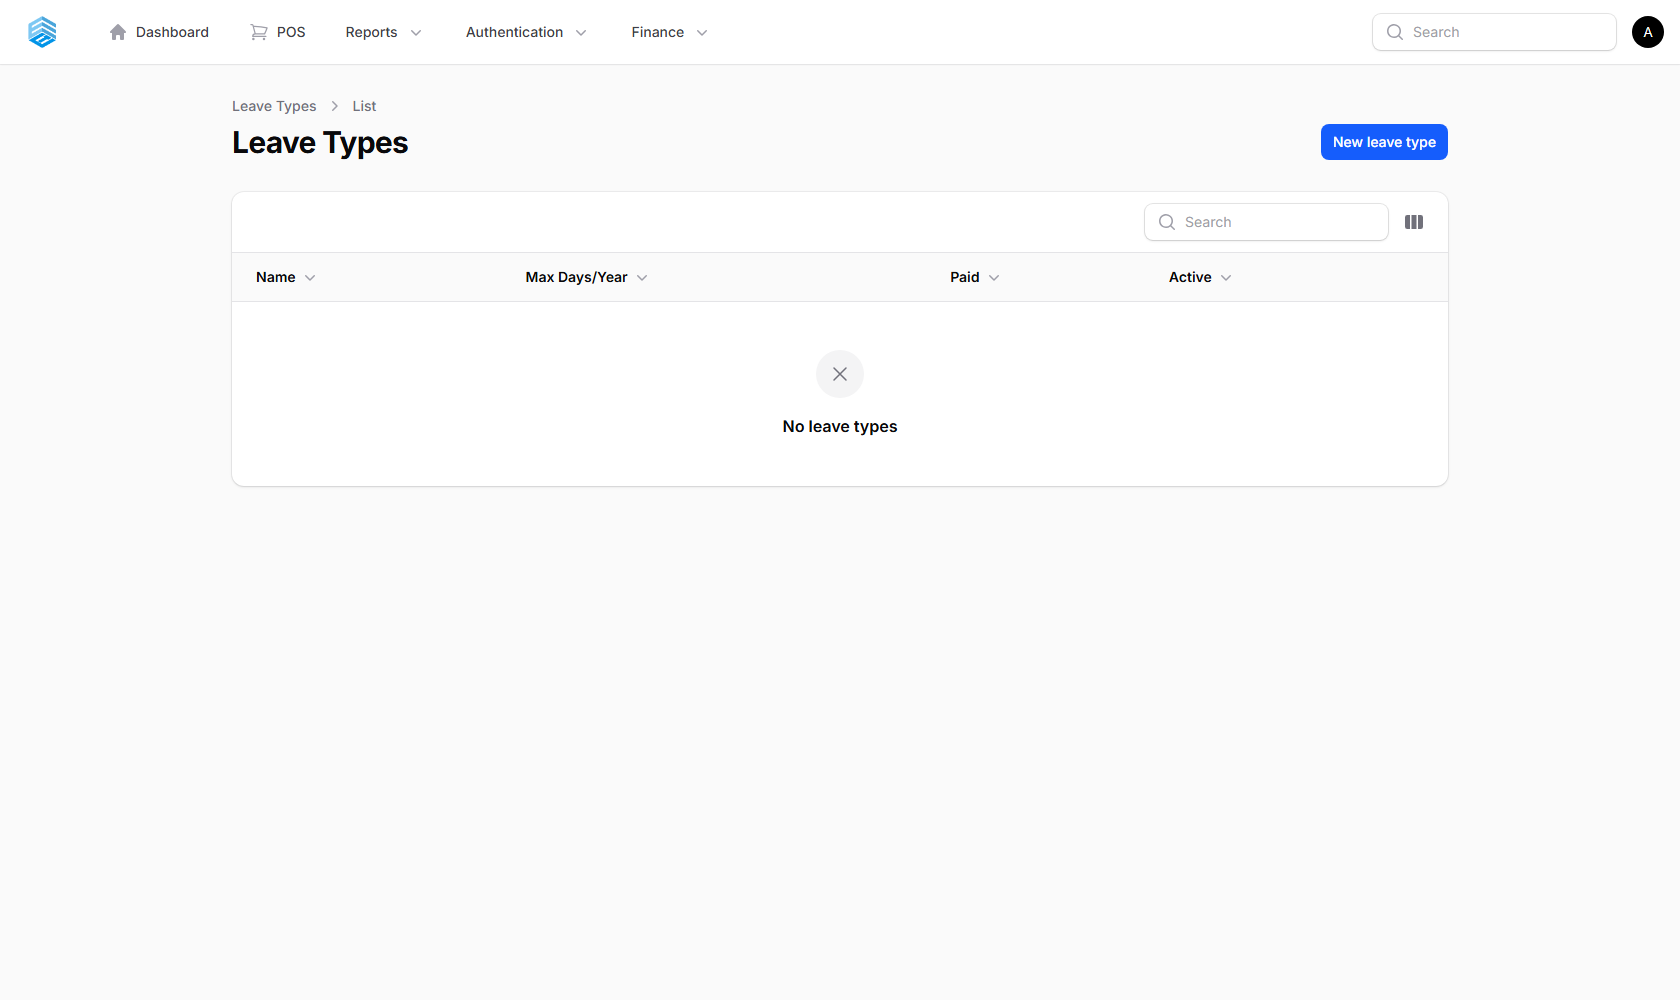 Dashboard
POS
Reports
Authentication
Finance
Search
A
Leave Types
List
Leave Types
New leave type
Search
Name
Max Days/Year
Paid
Active
No leave types